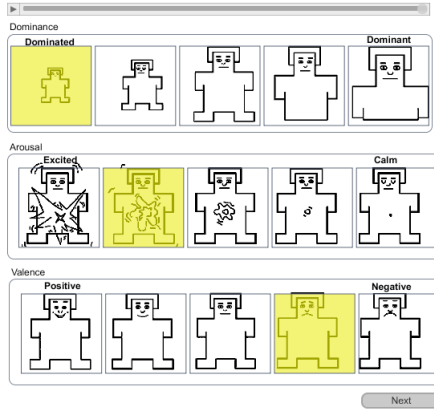 Dominance
Dominated Dominant
Arousal
Excited Calm
Valence
Positive Negative
Next